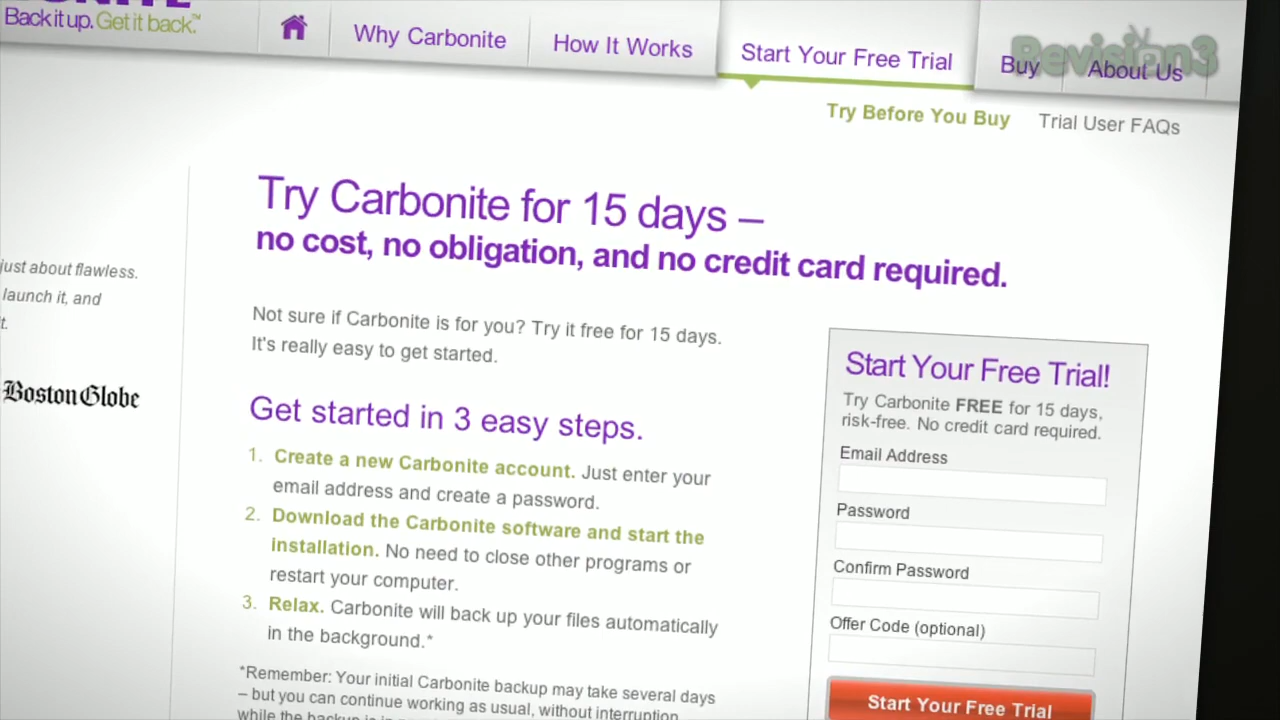 Back it up. Get it back.™
Why Carbonite
How It Works
Start Your Free Trial
Buy
About Us
Revision3
Try Before You Buy
Trial User FAQs
Try Carbonite for 15 days –
no cost, no obligation, and no credit card required.
just about flawless.
launch it, and
t.
Boston Globe
Not sure if Carbonite is for you? Try it free for 15 days.
It's really easy to get started.
Get started in 3 easy steps.
1. Create a new Carbonite account. Just enter your
email address and create a password.
2. Download the Carbonite software and start the
installation. No need to close other programs or
restart your computer.
3. Relax. Carbonite will back up your files automatically
in the background.*
*Remember: Your initial Carbonite backup may take several days
– but you can continue working as usual, without interruption,
while the backup is in
Start Your Free Trial!
Try Carbonite FREE for 15 days,
risk-free. No credit card required.
Email Address
Password
Confirm Password
Offer Code (optional)
Start Your Free Trial